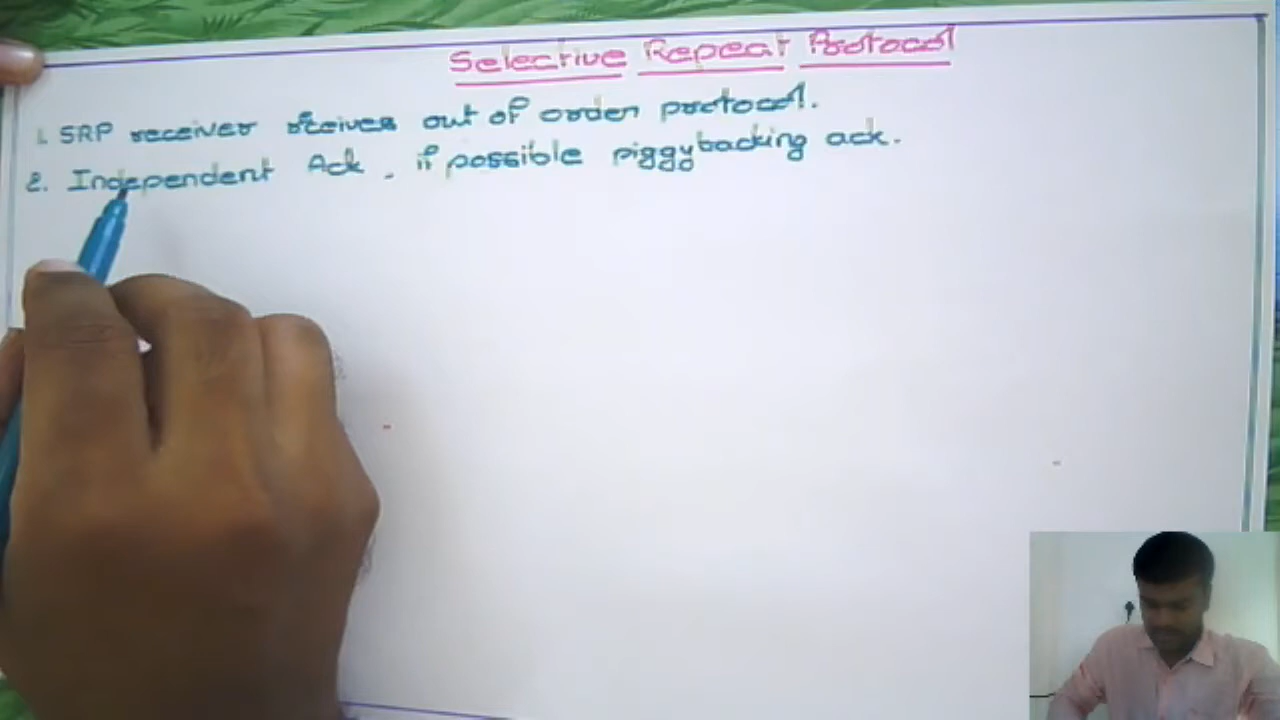 Selective Repeat Protocol
1. SRP receiver receives out of order protocol.
2. Independent Ack, if possible piggybacking ack.